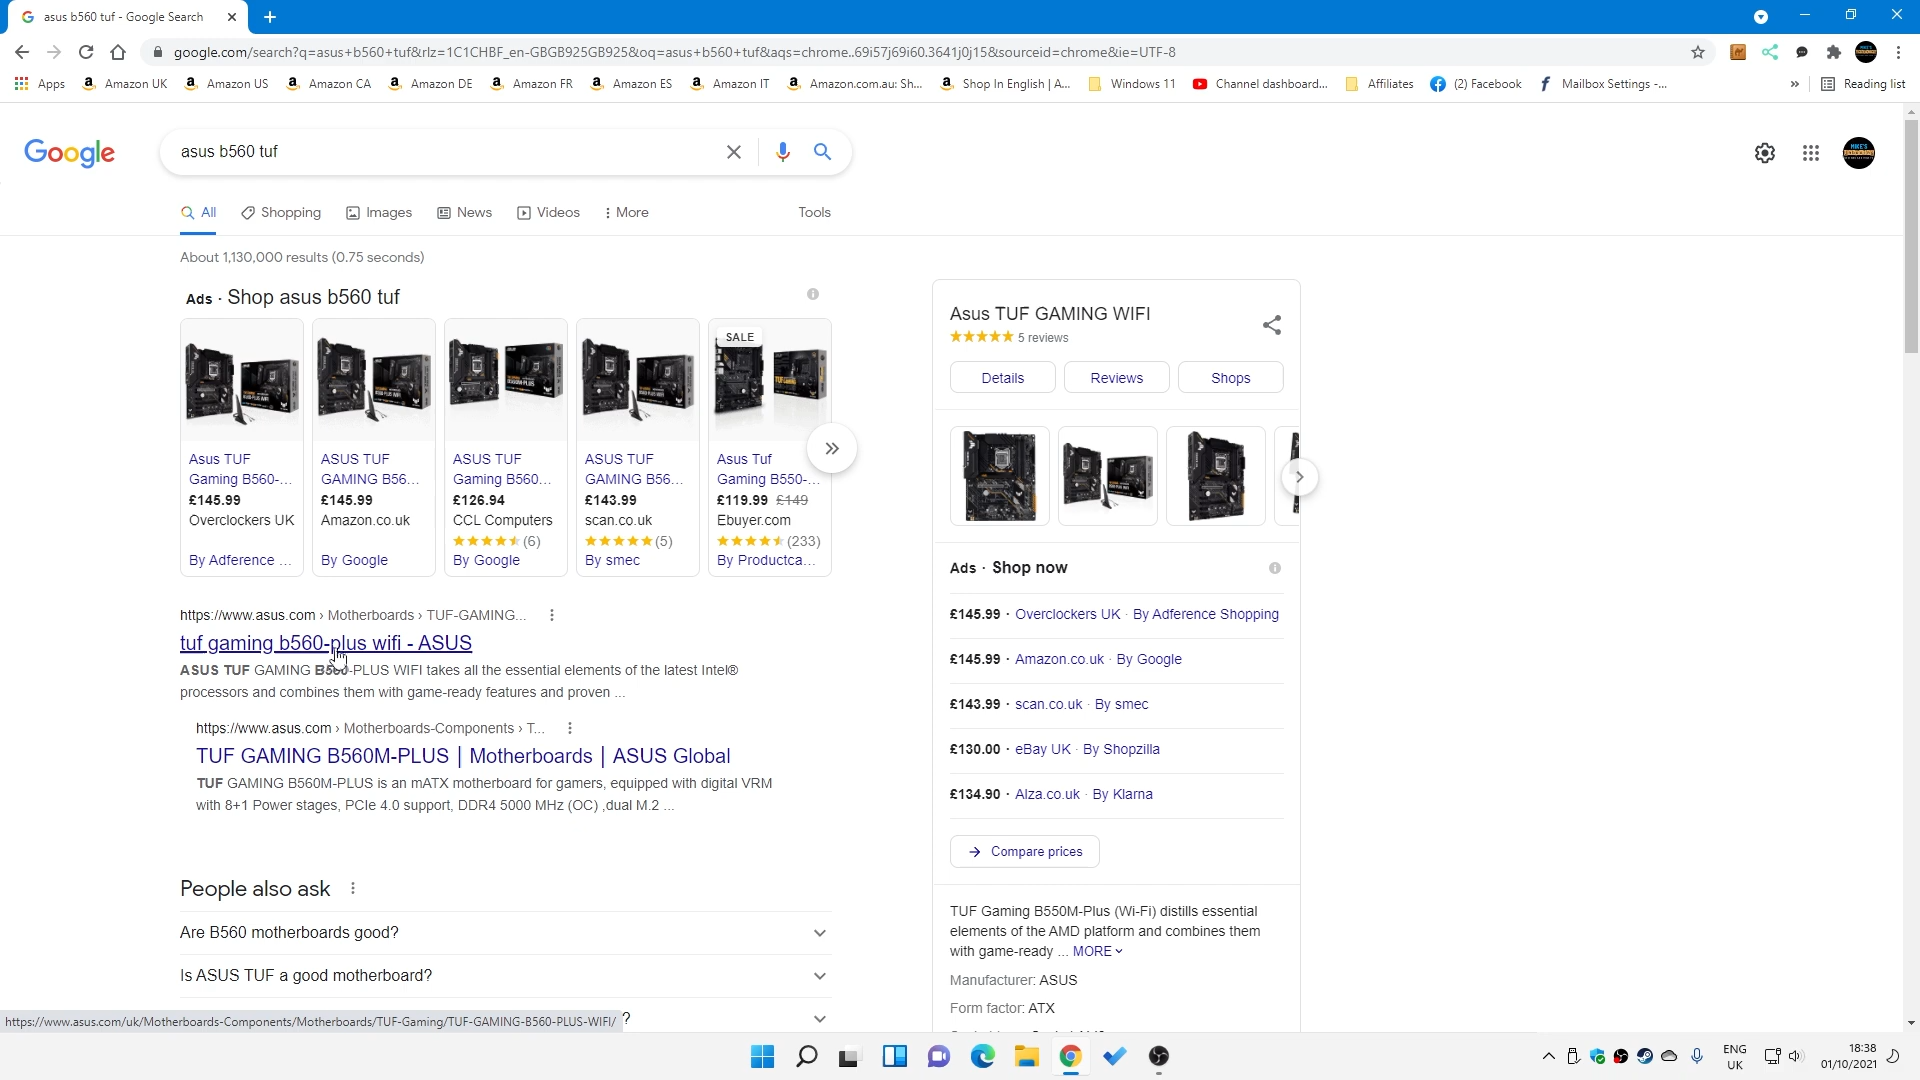 asus b560 tuf - Google Search
google.com/search?q=asus+b560+tuf&rlz=1C1CHBF_en-GBGB925GB925&oq=asus+b560+tuf&aqs=chrome..69i57j69i60.3641j0j15&sourceid=chrome&ie=UTF-8
Apps Amazon UK Amazon US Amazon CA Amazon DE Amazon FR Amazon ES Amazon IT Amazon.com.au: Sh... Shop In English | A... Windows 11 Channel dashboard... Affiliates (2) Facebook Mailbox Settings -... » Reading list
Google
asus b560 tuf
All Shopping Images News Videos More Tools
About 1,130,000 results (0.75 seconds)
Ads · Shop asus b560 tuf
SALE
Asus TUF Gaming B560-...
£145.99
Overclockers UK
By Adference ...
ASUS TUF GAMING B56...
£145.99
Amazon.co.uk
By Google
ASUS TUF Gaming B560...
£126.94
CCL Computers
(6)
By Google
ASUS TUF GAMING B56...
£143.99
scan.co.uk
(5)
By smec
Asus Tuf Gaming B550-...
£119.99 £149
Ebuyer.com
(233)
By Productca...
https://www.asus.com › Motherboards › TUF-GAMING...
tuf gaming b560-plus wifi - ASUS
ASUS TUF GAMING B560-PLUS WIFI takes all the essential elements of the latest Intel®
processors and combines them with game-ready features and proven ...
https://www.asus.com › Motherboards-Components › T...
TUF GAMING B560M-PLUS | Motherboards | ASUS Global
TUF GAMING B560M-PLUS is an mATX motherboard for gamers, equipped with digital VRM
with 8+1 Power stages, PCIe 4.0 support, DDR4 5000 MHz (OC) ,dual M.2 ...
People also ask
Are B560 motherboards good?
Is ASUS TUF a good motherboard?
?
https://www.asus.com/uk/Motherboards-Components/Motherboards/TUF-Gaming/TUF-GAMING-B560-PLUS-WIFI/
Asus TUF GAMING WIFI
5 reviews
Details Reviews Shops
Ads · Shop now
£145.99 · Overclockers UK · By Adference Shopping
£145.99 · Amazon.co.uk · By Google
£143.99 · scan.co.uk · By smec
£130.00 · eBay UK · By Shopzilla
£134.90 · Alza.co.uk · By Klarna
Compare prices
TUF Gaming B550M-Plus (Wi-Fi) distills essential
elements of the AMD platform and combines them
with game-ready ... MORE
Manufacturer: ASUS
Form factor: ATX
ENG
UK
18:38
01/10/2021